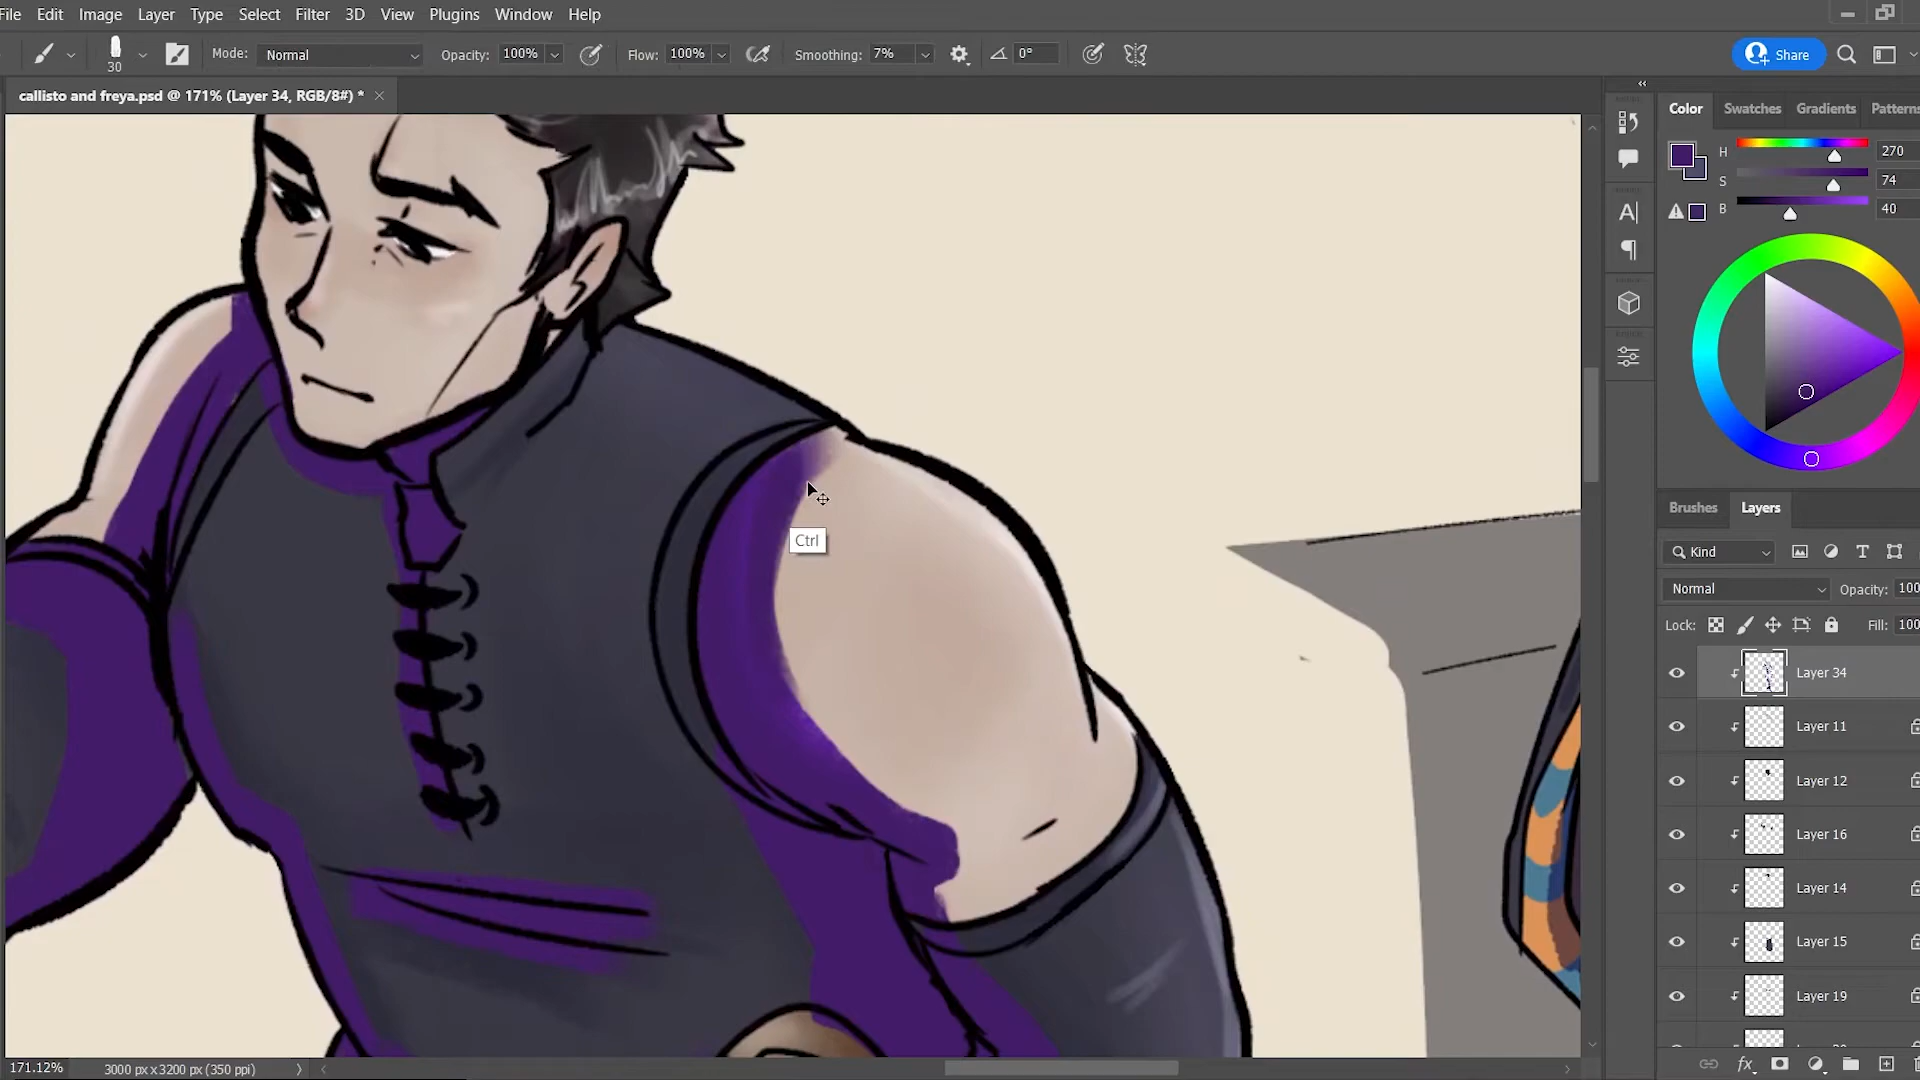 File Edit Image Layer Type Select Filter 3D View Plugins Window Help
30 Mode: Normal Opacity: 100% Flow: 100% Smoothing: 7% 0° Share
callisto and freya.psd @ 171% (Layer 34, RGB/8#) *
Color Swatches Gradients Patterns
H 270
S 74
B 40
Ctrl
Brushes Layers
Kind
Normal Opacity: 100
Lock: Fill: 100
Layer 34
Layer 11
Layer 12
Layer 16
Layer 14
Layer 15
Layer 19
171.12% 3000 px x 3200 px (350 ppi)